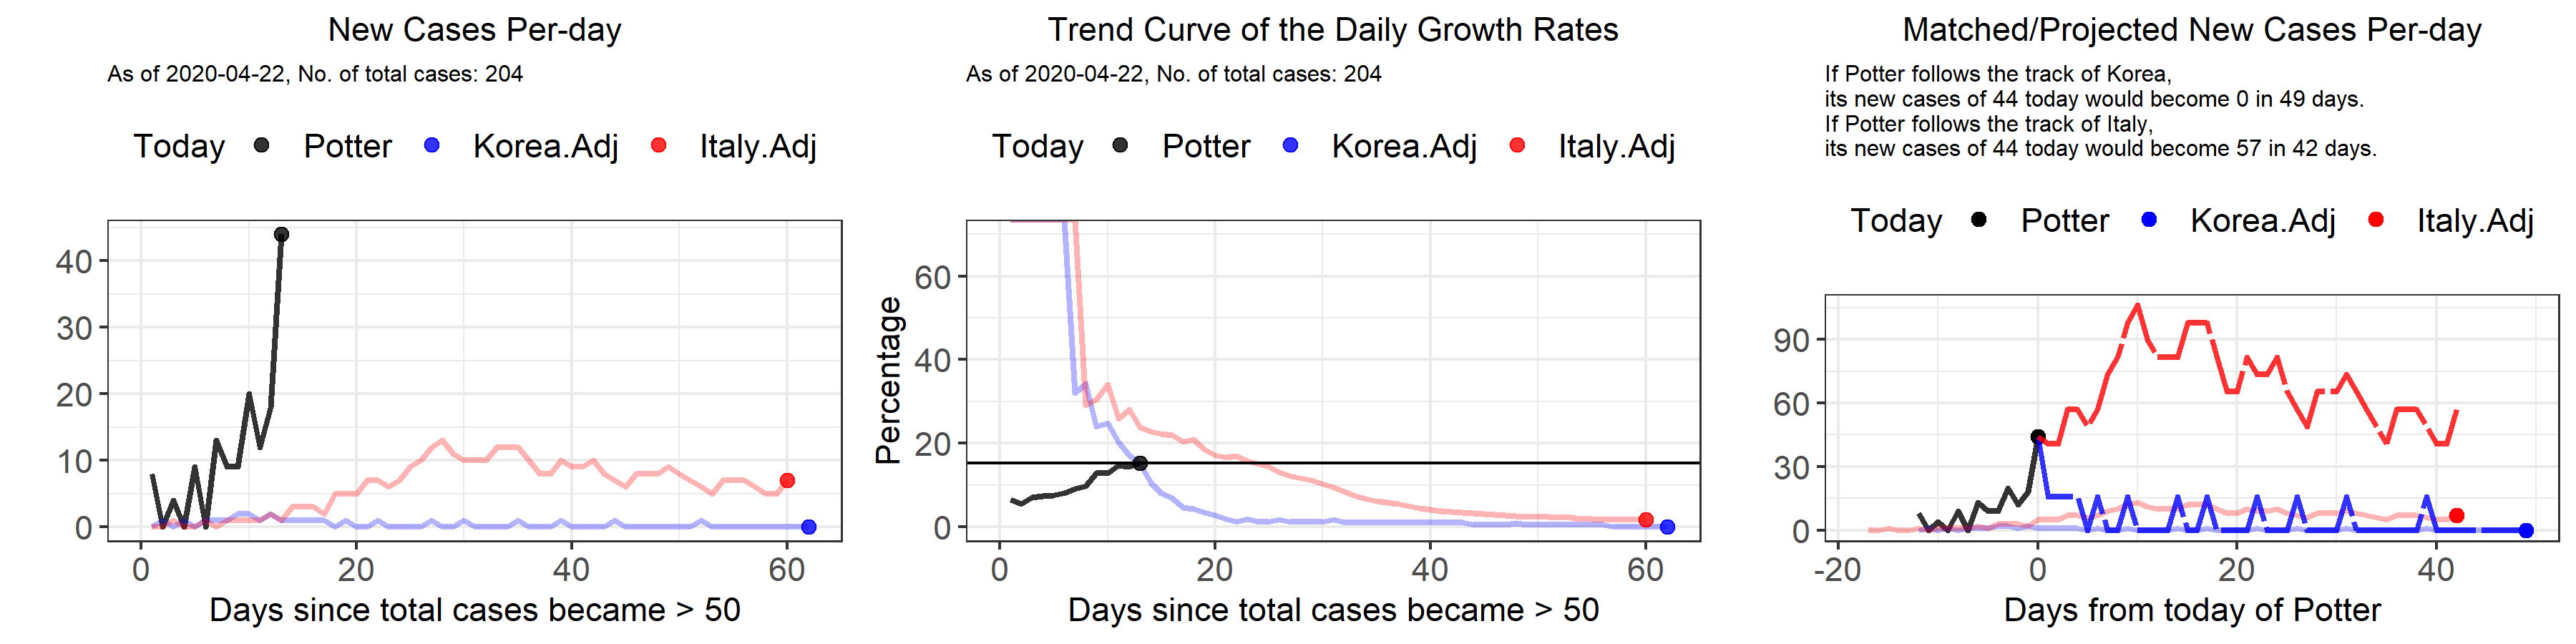 New Cases Per-day
As of 2020-04-22, No. of total cases: 204
Today Potter Korea.Adj Italy.Adj
40
30
20
10
0
0 20 40 60
Days since total cases became > 50
Trend Curve of the Daily Growth Rates
As of 2020-04-22, No. of total cases: 204
Today Potter Korea.Adj Italy.Adj
Percentage
60
40
20
0
0 20 40 60
Days since total cases became > 50
Matched/Projected New Cases Per-day
If Potter follows the track of Korea,
its new cases of 44 today would become 0 in 49 days.
If Potter follows the track of Italy,
its new cases of 44 today would become 57 in 42 days.
Today Potter Korea.Adj Italy.Adj
90
60
30
0
-20 0 20 40
Days from today of Potter